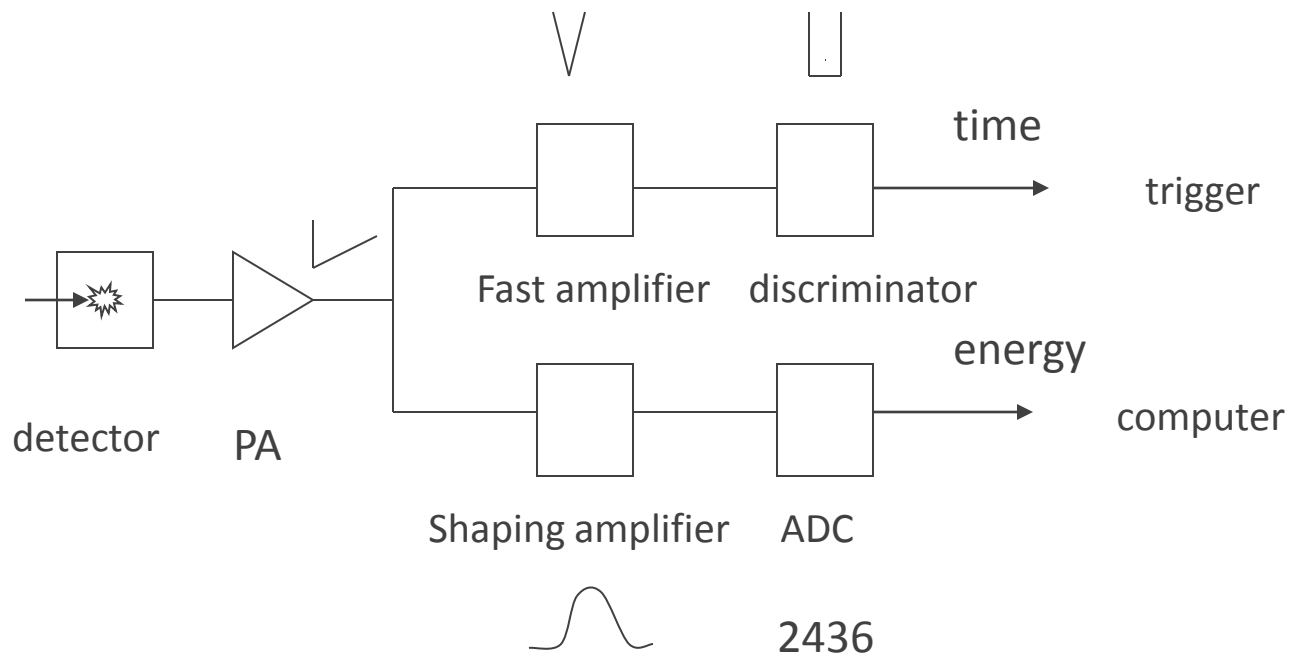 time
trigger
Fast amplifier discriminator
energy
detector PA computer
Shaping amplifier ADC
2436